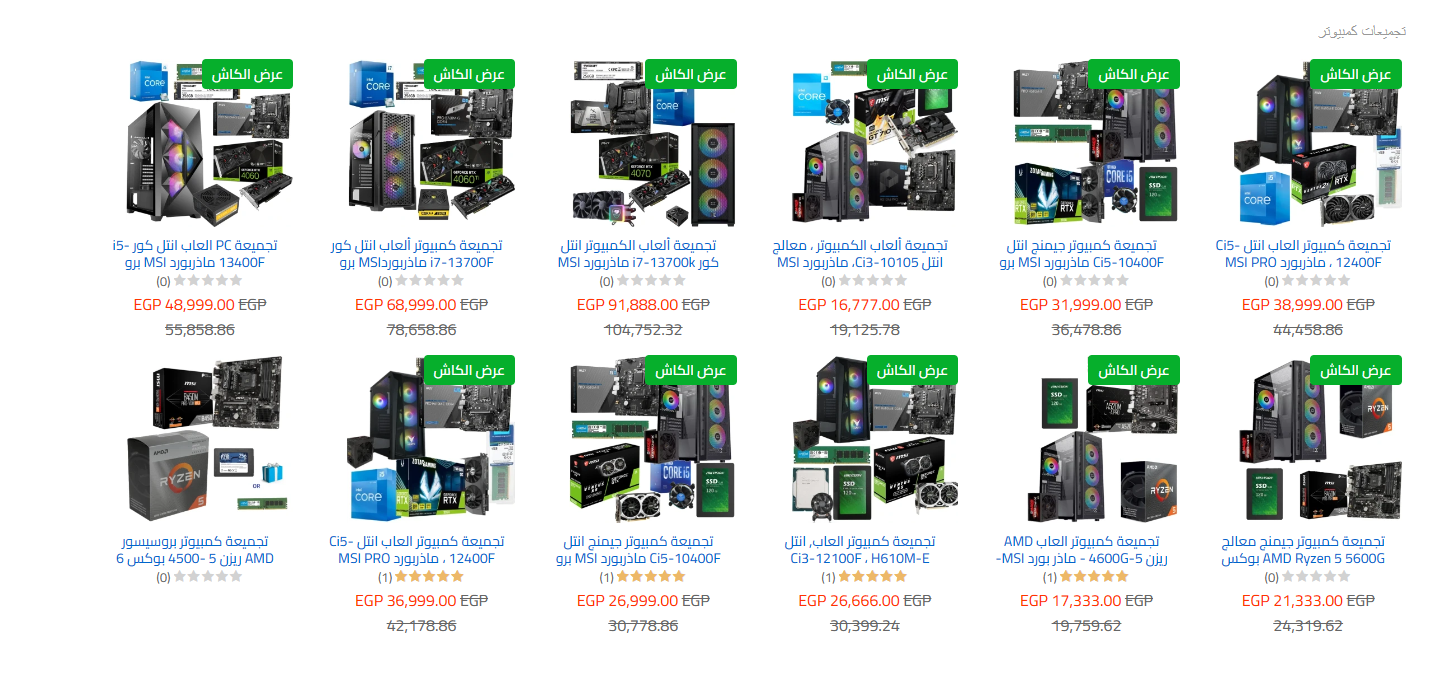 تجميعات كمبيوتر
عرض الكاش
تجميعة كمبيوتر العاب انتل Ci5-
12400F ، ماذربورد MSI PRO
(0)
EGP 38,999.00 EGP
44,458.86
عرض الكاش
تجميعة كمبيوتر جيمنج انتل
Ci5-10400F ماذربورد MSI برو
(0)
EGP 31,999.00 EGP
36,478.86
عرض الكاش
تجميعة ألعاب الكمبيوتر ، معالج
انتل Ci3-10105، ماذربورد MSI
(0)
EGP 16,777.00 EGP
19,125.78
عرض الكاش
تجميعة ألعاب الكمبيوتر انتل
كور i7-13700k ماذربورد MSI
(0)
EGP 91,888.00 EGP
104,752.32
عرض الكاش
تجميعة كمبيوتر ألعاب انتل كور
i7-13700F ماذربوردMSI برو
(0)
EGP 68,999.00 EGP
78,658.86
عرض الكاش
تجميعة PC العاب انتل كور i5-
13400F ماذربورد MSI برو
(0)
EGP 48,999.00 EGP
55,858.86
عرض الكاش
تجميعة كمبيوتر جيمنج معالج
AMD Ryzen 5 5600G بوكس
(0)
EGP 21,333.00 EGP
24,319.62
عرض الكاش
تجميعة كمبيوتر العاب AMD
ريزن 5-4600G - ماذر بورد MSI-
(1)
EGP 17,333.00 EGP
19,759.62
عرض الكاش
تجميعة كمبيوتر العاب, انتل
Ci3-12100F ، H610M-E
(1)
EGP 26,666.00 EGP
30,399.24
عرض الكاش
تجميعة كمبيوتر جيمنج انتل
Ci5-10400F ماذربورد MSI برو
(1)
EGP 26,999.00 EGP
30,778.86
عرض الكاش
تجميعة كمبيوتر العاب انتل Ci5-
12400F ، ماذربورد MSI PRO
(1)
EGP 36,999.00 EGP
42,178.86
تجميعة كمبيوتر بروسيسور
AMD ريزن 5 -4500 بوكس 6
(0)